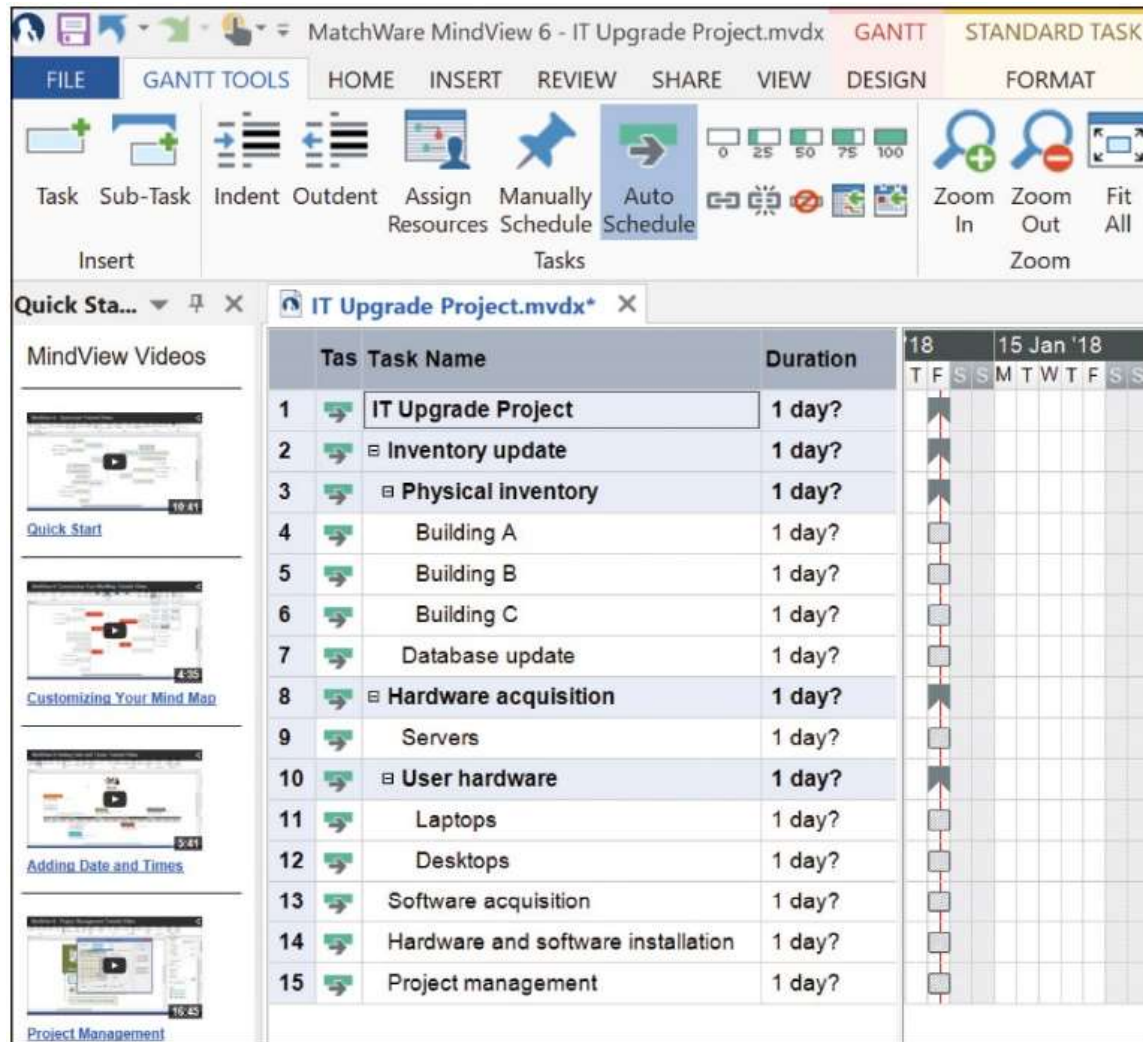 MatchWare MindView 6 - IT Upgrade Project.mvdx GANTT STANDARD TASK
FILE GANTT TOOLS HOME INSERT REVIEW SHARE VIEW DESIGN FORMAT
0 25 50 75 100
Task Sub-Task Indent Outdent Assign Resources Manually Schedule Auto Schedule Zoom In Zoom Out Fit All
Insert Tasks Zoom
Quick Sta... IT Upgrade Project.mvdx*
MindView Videos
10:41
Quick Start
4:35
Customizing Your Mind Map
5:41
Adding Date and Times
16:45
Project Management
Tas Task Name Duration '18 15 Jan '18
T F S S M T W T F S S
1 IT Upgrade Project 1 day?
2 Inventory update 1 day?
3 Physical inventory 1 day?
4 Building A 1 day?
5 Building B 1 day?
6 Building C 1 day?
7 Database update 1 day?
8 Hardware acquisition 1 day?
9 Servers 1 day?
10 User hardware 1 day?
11 Laptops 1 day?
12 Desktops 1 day?
13 Software acquisition 1 day?
14 Hardware and software installation 1 day?
15 Project management 1 day?